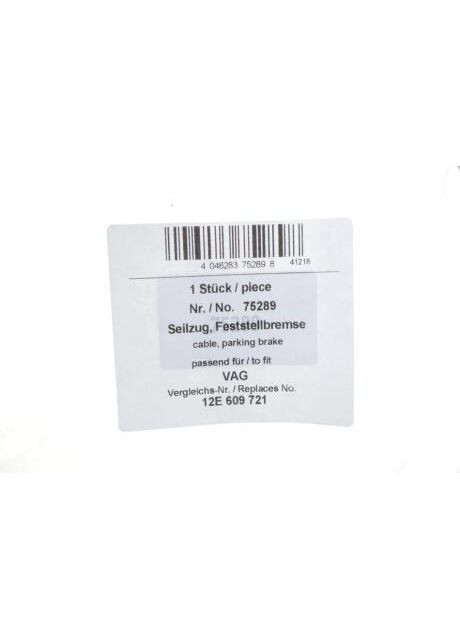 4 046283 75289 8 41218
1 Stück / piece
Nr. / No. 75289
Seilzug, Feststellbremse
cable, parking brake
passend für / to fit
VAG
Vergleichs-Nr. / Replaces No.
12E 609 721